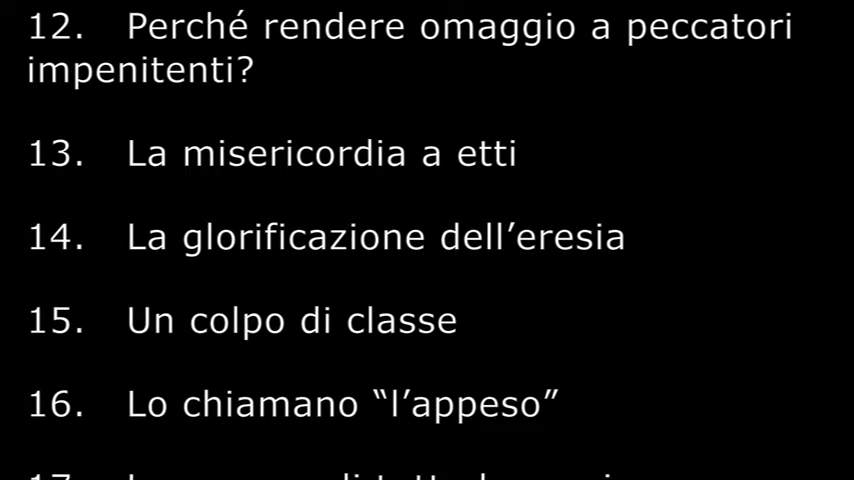 12. Perché rendere omaggio a peccatori
impenitenti?
13. La misericordia a etti
14. La glorificazione dell’eresia
15. Un colpo di classe
16. Lo chiamano “l’appeso”
17.